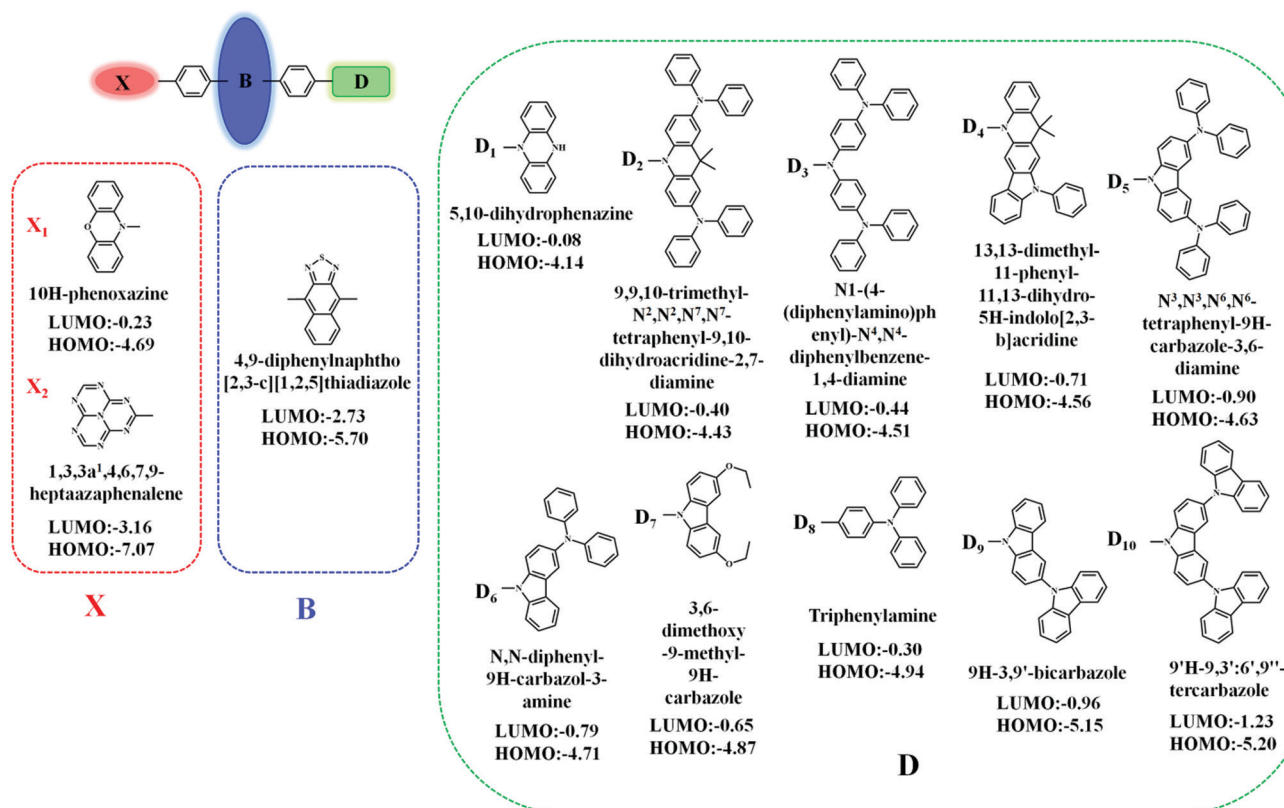 X
B
D
X₁
O
N
10H-phenoxazine
LUMO:-0.23
HOMO:-4.69
X₂
N
N
N
N
N
N
N
1,3,3a¹,4,6,7,9-
heptaazaphenalene
LUMO:-3.16
HOMO:-7.07
X
S
N
N
4,9-diphenylnaphtho
[2,3-c][1,2,5]thiadiazole
LUMO:-2.73
HOMO:-5.70
B
D₁
N
NH
5,10-dihydrophenazine
LUMO:-0.08
HOMO:-4.14
D₂
N
N
N
9,9,10-trimethyl-
N²,N²,N⁷,N⁷-
tetraphenyl-9,10-
dihydroacridine-2,7-
diamine
LUMO:-0.40
HOMO:-4.43
D₃
N
N
N
N1-(4-
(diphenylamino)ph
enyl)-N⁴,N⁴-
diphenylbenzene-
1,4-diamine
LUMO:-0.44
HOMO:-4.51
D₄
N
N
13,13-dimethyl-
11-phenyl-
11,13-dihydro-
5H-indolo[2,3-
b]acridine
LUMO:-0.71
HOMO:-4.56
D₅
N
N
N
N³,N³,N⁶,N⁶-
tetraphenyl-9H-
carbazole-3,6-
diamine
LUMO:-0.90
HOMO:-4.63
D₆
N
N
N,N-diphenyl-
9H-carbazol-3-
amine
LUMO:-0.79
HOMO:-4.71
D₇
N
O
O
3,6-
dimethoxy
-9-methyl-
9H-
carbazole
LUMO:-0.65
HOMO:-4.87
D₈
N
Triphenylamine
LUMO:-0.30
HOMO:-4.94
D₉
N
N
9H-3,9'-bicarbazole
LUMO:-0.96
HOMO:-5.15
D₁₀
N
N
N
9'H-9,3':6',9''-
tercarbazole
LUMO:-1.23
HOMO:-5.20
D